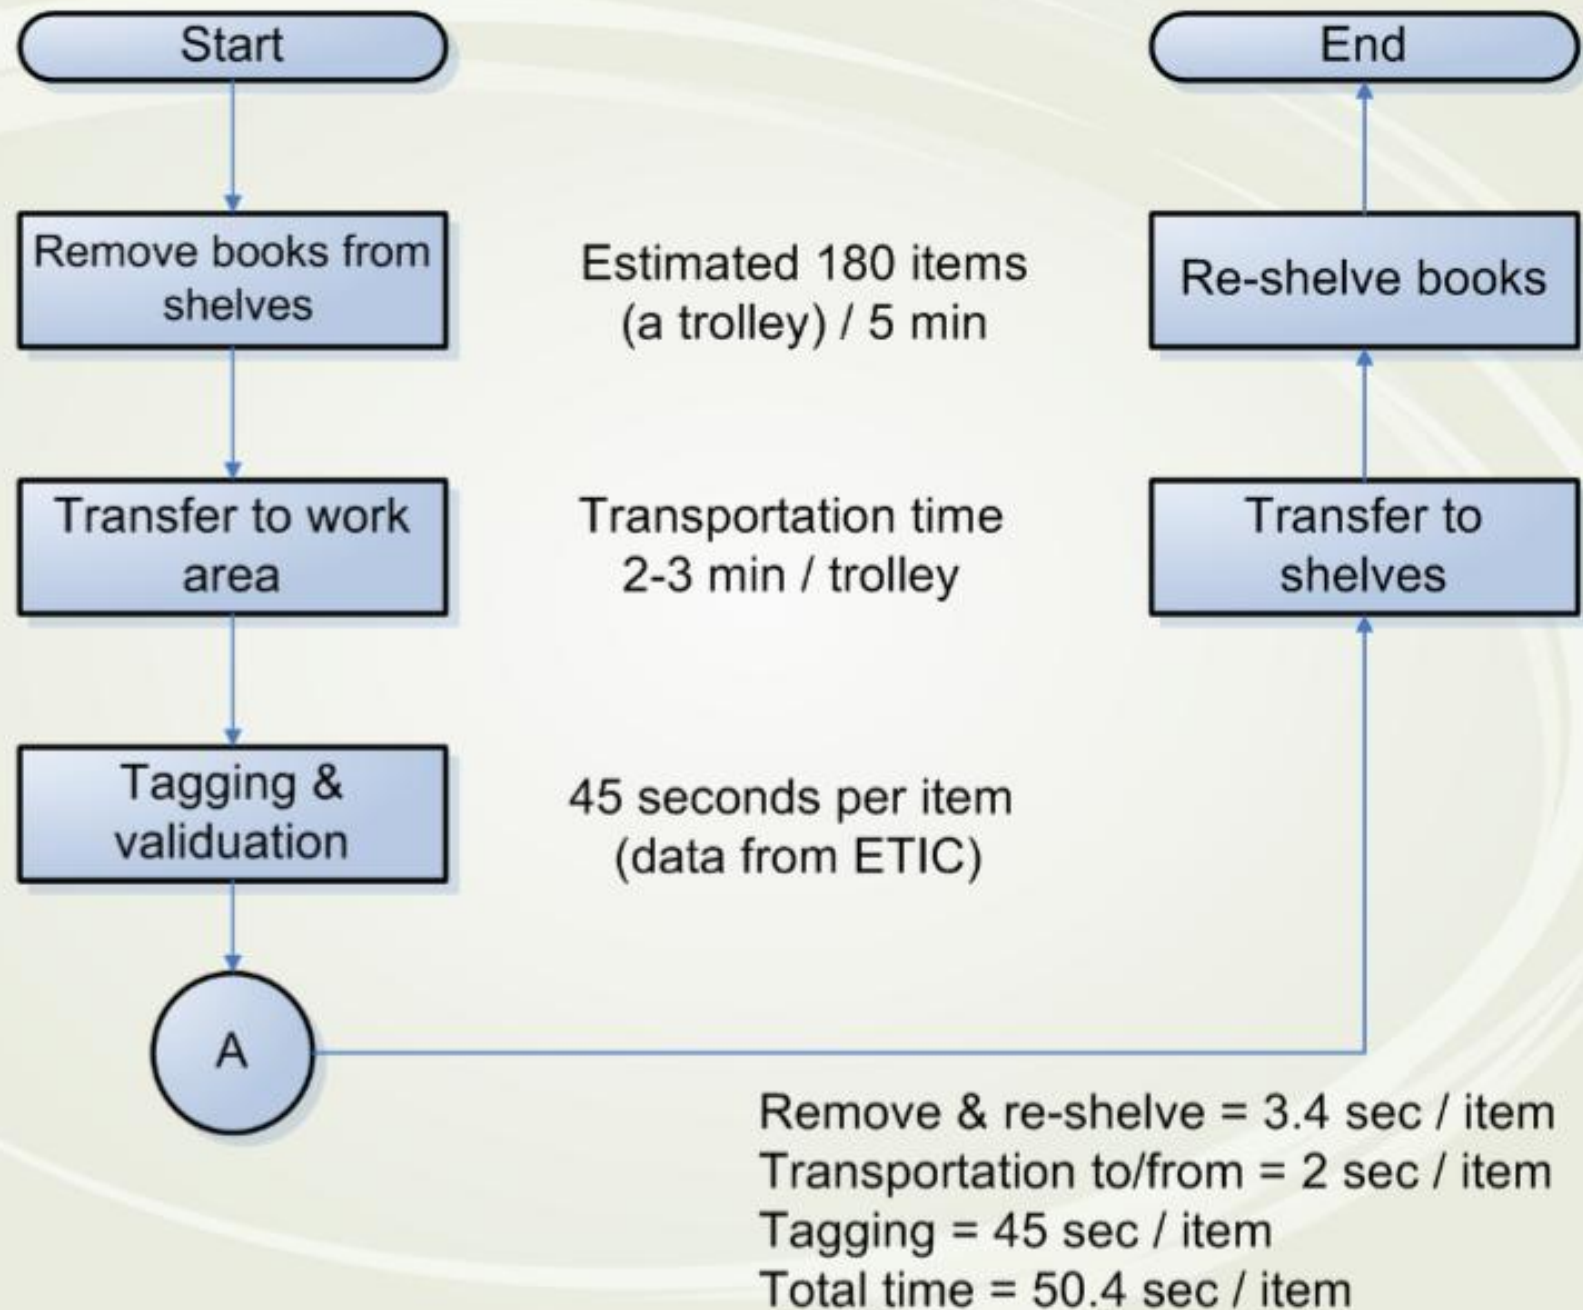 Start
Remove books from
shelves
Estimated 180 items
(a trolley) / 5 min
Transfer to work
area
Transportation time
2-3 min / trolley
Tagging &
validuation
45 seconds per item
(data from ETIC)
A
End
Re-shelve books
Transfer to
shelves
Remove & re-shelve = 3.4 sec / item
Transportation to/from = 2 sec / item
Tagging = 45 sec / item
Total time = 50.4 sec / item